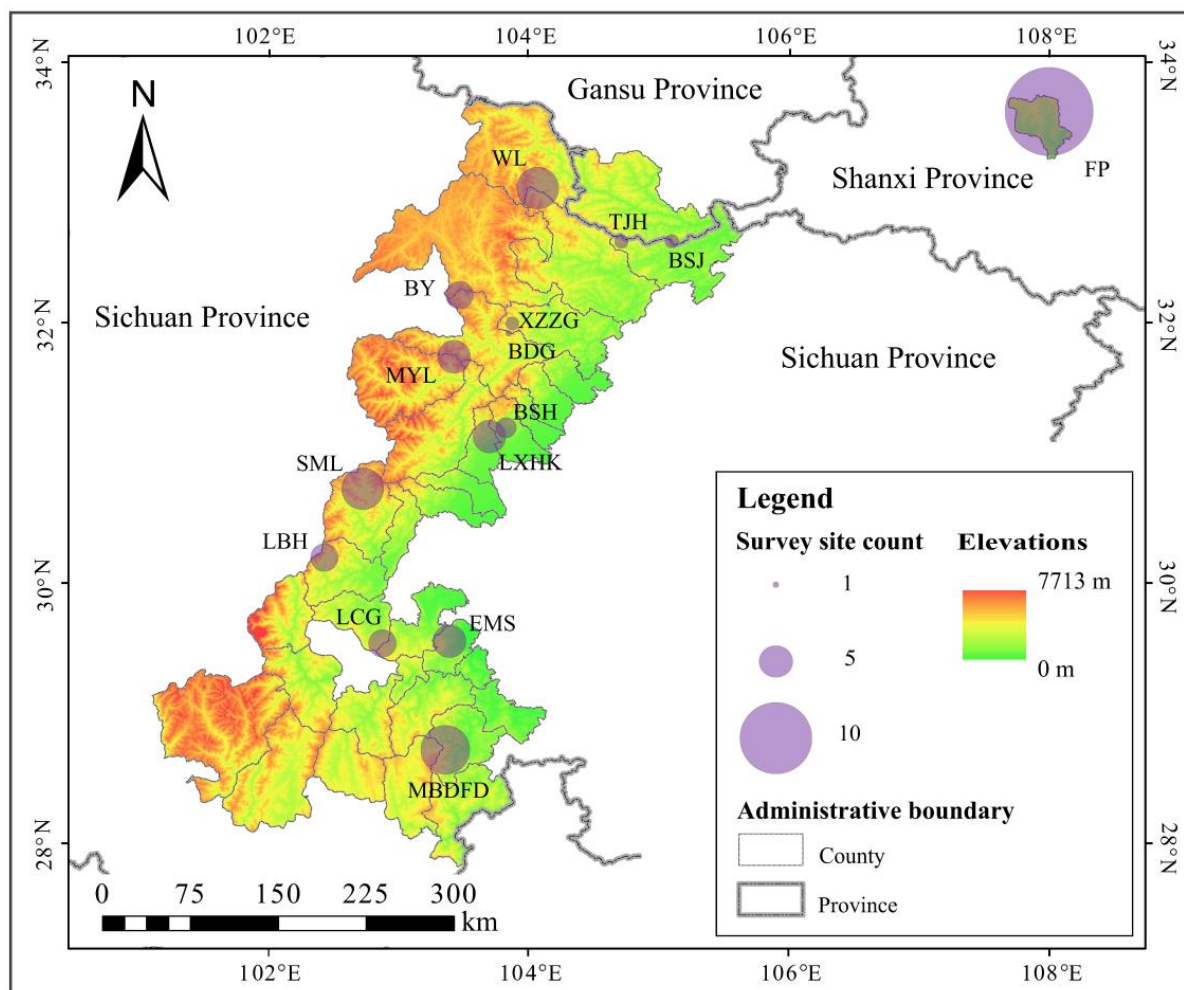 102°E 104°E 106°E 108°E
34°N
34°N
N
Gansu Province
WL
Shanxi Province
FP
TJH
BSJ
BY
Sichuan Province
XZZG
32°N
32°N
BDG
Sichuan Province
MYL
BSH
LXHK
SML
Legend
Survey site count
Elevations
LBH
1
7713 m
30°N
30°N
0 m
LCG
EMS
5
10
MBDFD
Administrative boundary
28°N
28°N
County
Province
0 75 150 225 300
km
102°E 104°E 106°E 108°E